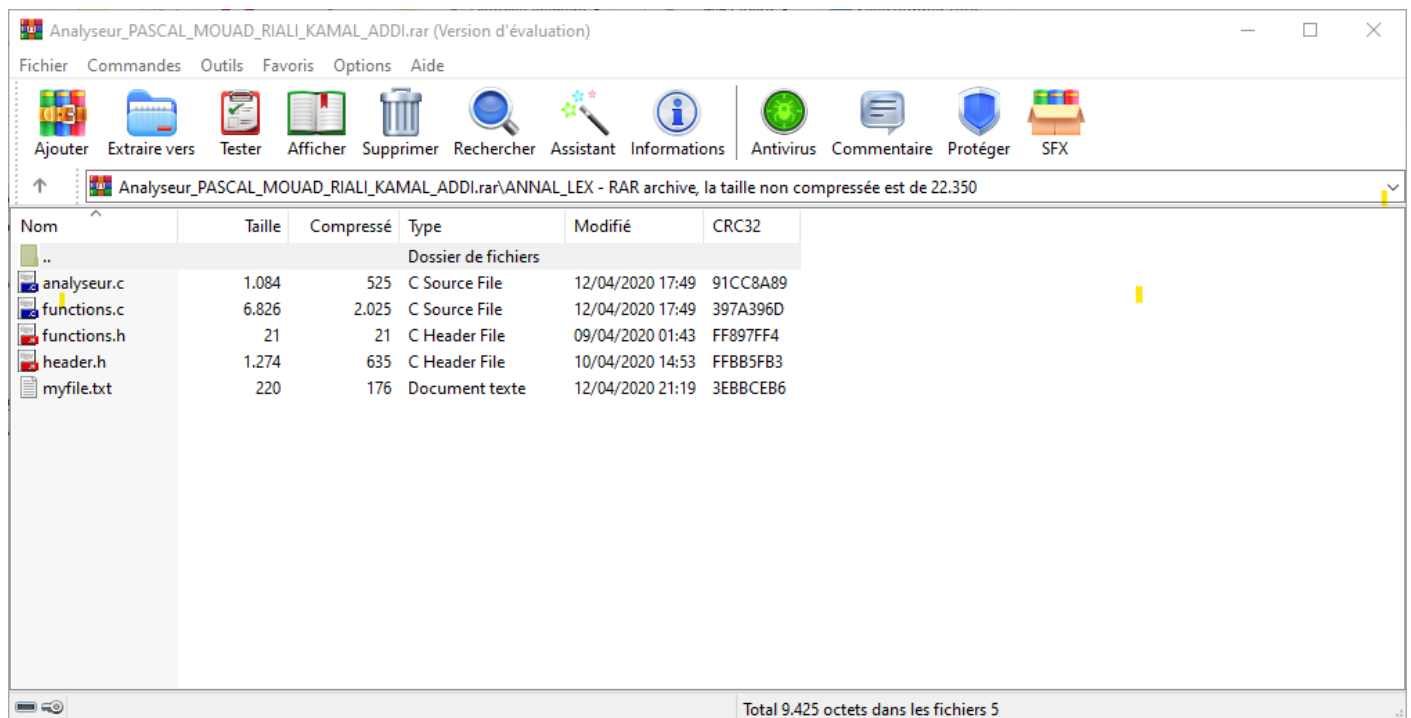 Analyseur_PASCAL_MOUAD_RIALI_KAMAL_ADDI.rar (Version d'évaluation)
Fichier Commandes Outils Favoris Options Aide
Ajouter Extraire vers Tester Afficher Supprimer Rechercher Assistant Informations Antivirus Commentaire Protéger SFX
Analyseur_PASCAL_MOUAD_RIALI_KAMAL_ADDI.rar\ANNAL_LEX - RAR archive, la taille non compressée est de 22.350
Nom Taille Compressé Type Modifié CRC32
.. Dossier de fichiers
analyseur.c 1.084 525 C Source File 12/04/2020 17:49 91CC8A89
functions.c 6.826 2.025 C Source File 12/04/2020 17:49 397A396D
functions.h 21 21 C Header File 09/04/2020 01:43 FF897FF4
header.h 1.274 635 C Header File 10/04/2020 14:53 FFBB5FB3
myfile.txt 220 176 Document texte 12/04/2020 21:19 3EBBCEB6
Total 9.425 octets dans les fichiers 5